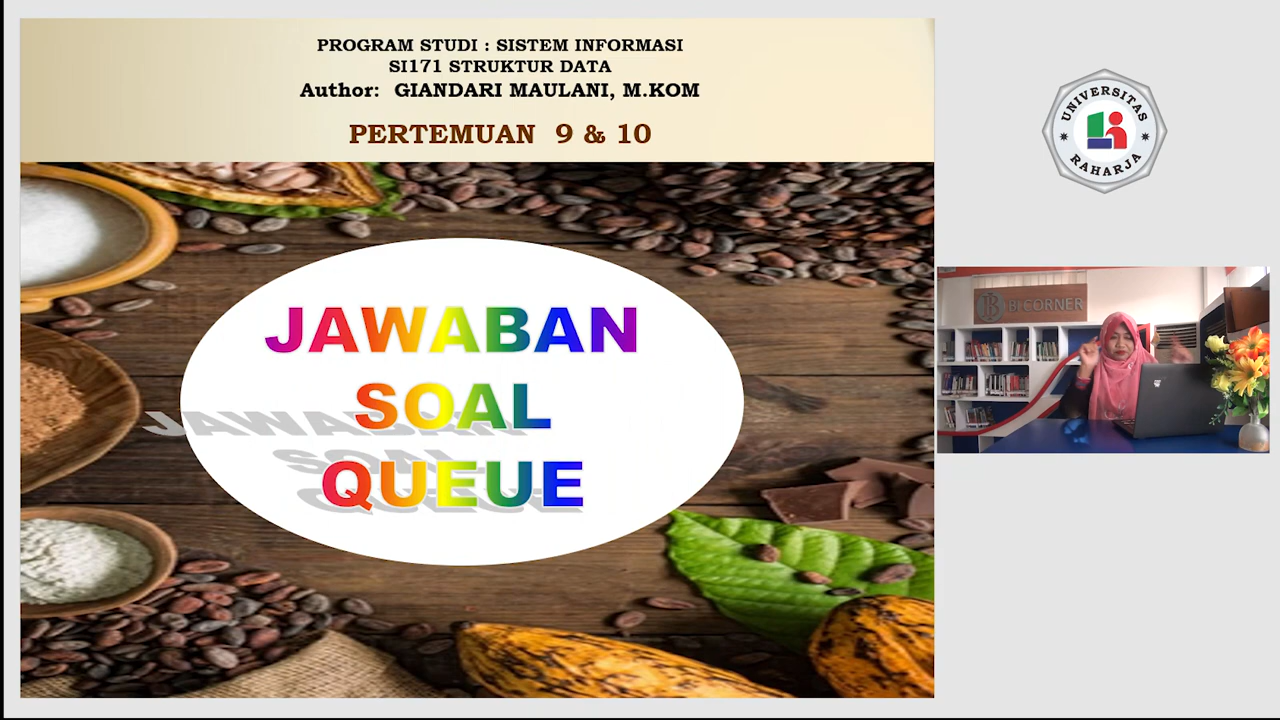 PROGRAM STUDI : SISTEM INFORMASI
SI171 STRUKTUR DATA
Author: GIANDARI MAULANI, M.KOM
PERTEMUAN 9 & 10
JAWABAN
SOAL
QUEUE
UNIVERSITAS
RAHARJA
BI CORNER